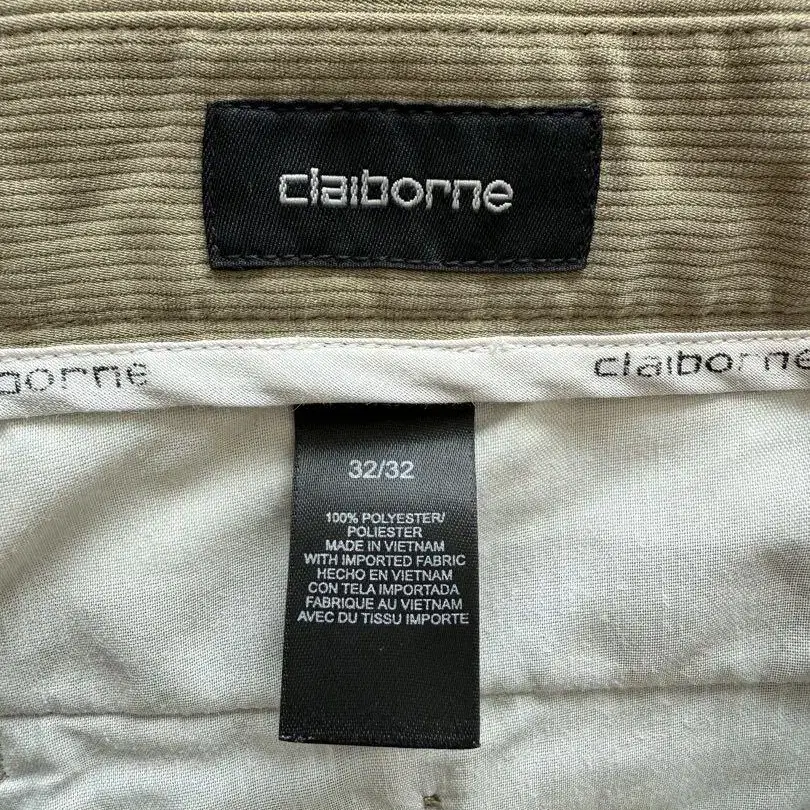 claiborne
aiborne claiborne
32/32
100% POLYESTER/
POLIESTER
MADE IN VIETNAM
WITH IMPORTED FABRIC
HECHO EN VIETNAM
CON TELA IMPORTADA
FABRIQUE AU VIETNAM
AVEC DU TISSU IMPORTE